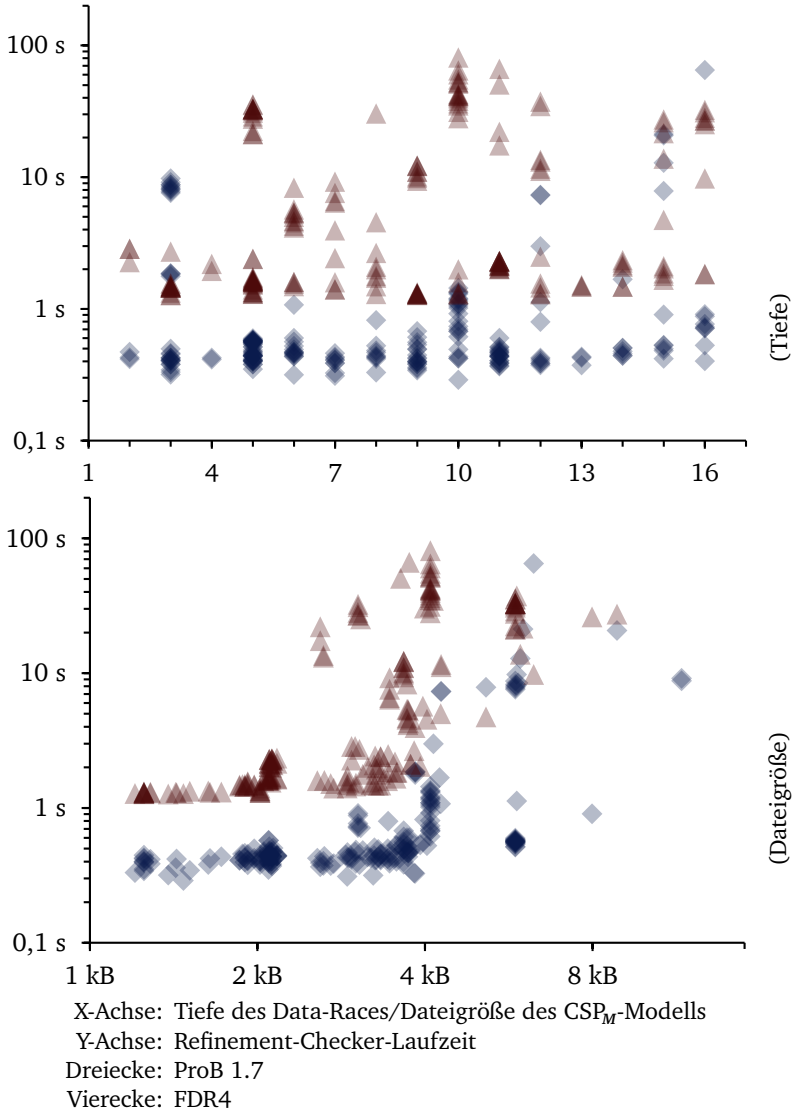 100 s
10 s
1 s
0,1 s
1 4 7 10 13 16
(Tiefe)
100 s
10 s
1 s
0,1 s
1 kB 2 kB 4 kB 8 kB
(Dateigröße)
X-Achse: Tiefe des Data-Races/Dateigröße des CSPM-Modells
Y-Achse: Refinement-Checker-Laufzeit
Dreiecke: ProB 1.7
Vierecke: FDR4